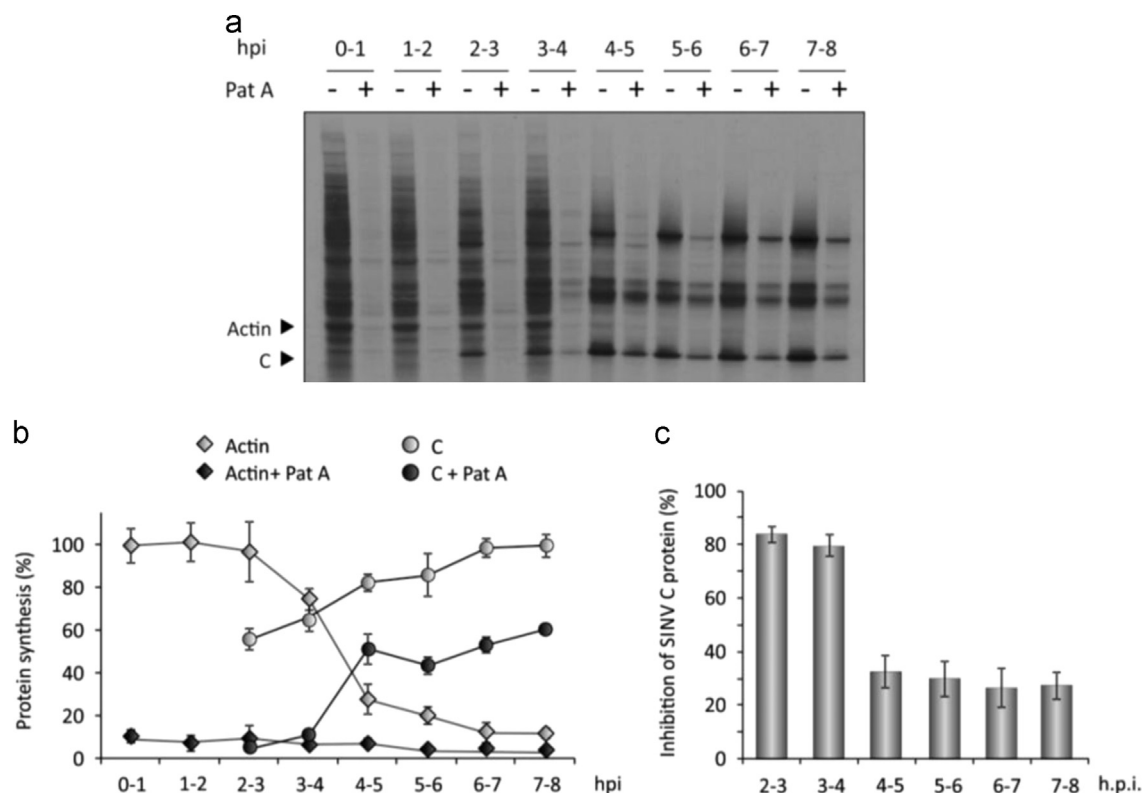 a
hpi 0-1 1-2 2-3 3-4 4-5 5-6 6-7 7-8
Pat A - + - + - + - + - + - + - + - +
Actin
C
b
Actin C
Actin+ Pat A C + Pat A
Protein synthesis (%)
100
80
60
40
20
0
0-1 1-2 2-3 3-4 4-5 5-6 6-7 7-8 hpi
c
Inhibition of SINV C protein (%)
100
80
60
40
20
0
2-3 3-4 4-5 5-6 6-7 7-8 h.p.i.